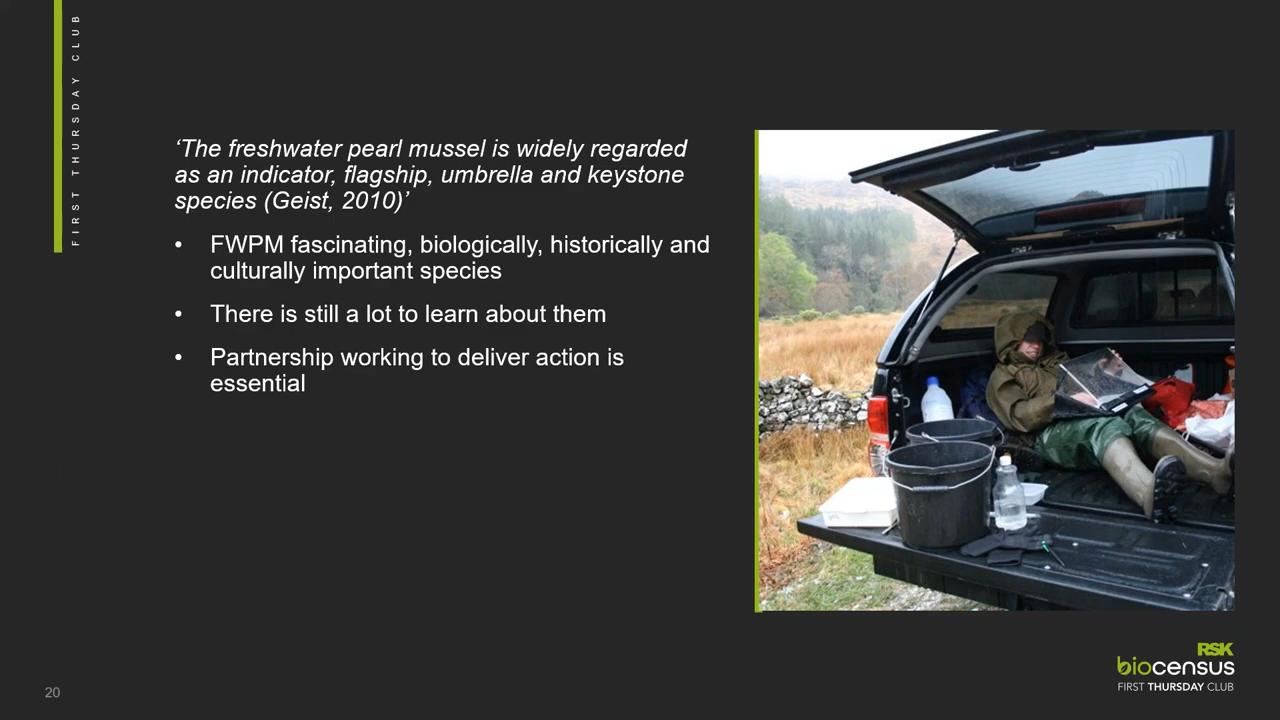 FIRST THURSDAY CLUB
‘The freshwater pearl mussel is widely regarded
as an indicator, flagship, umbrella and keystone
species (Geist, 2010)’
• FWPM fascinating, biologically, historically and
culturally important species
• There is still a lot to learn about them
• Partnership working to deliver action is
essential
RSK
biocensus
FIRST THURSDAY CLUB
20